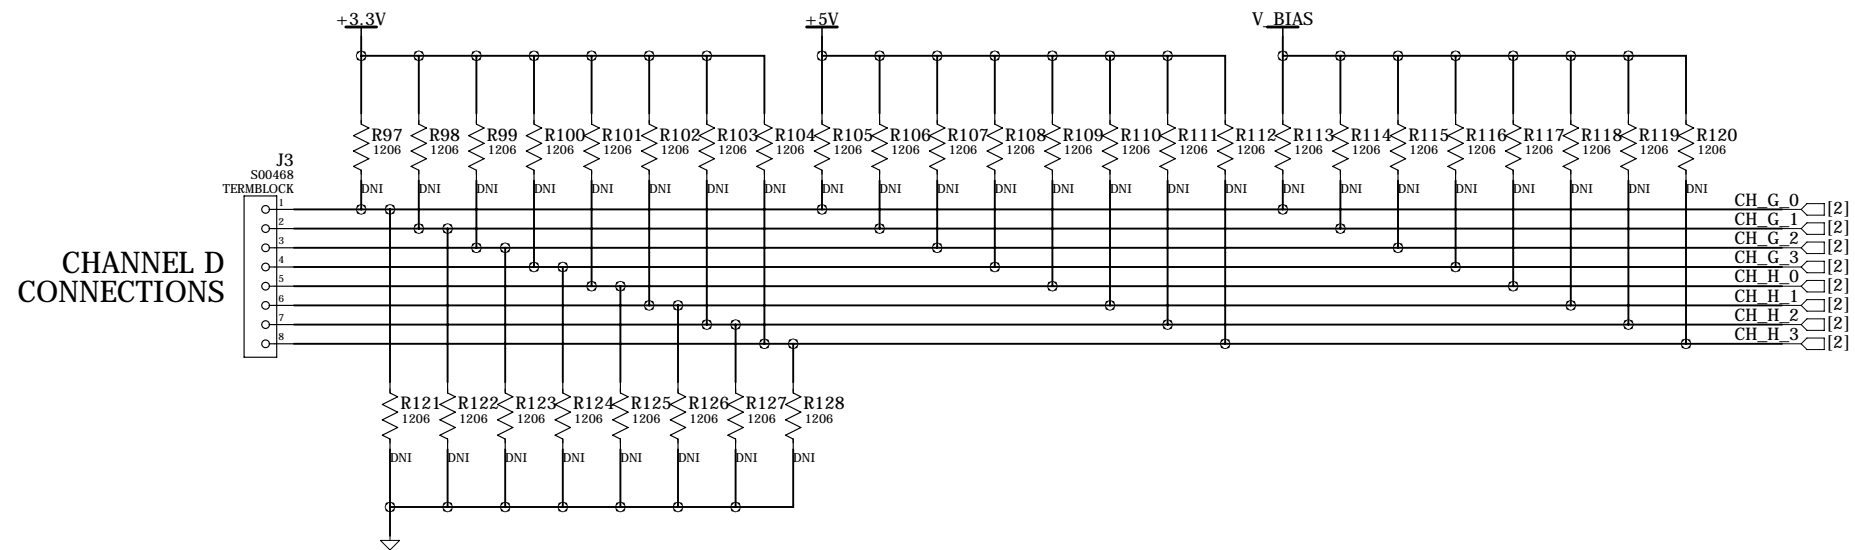 +3.3V +5V V_BIAS
R97 R98 R99 R100 R101 R102 R103 R104 R105 R106 R107 R108 R109 R110 R111 R112 R113 R114 R115 R116 R117 R118 R119 R120
1206 1206 1206 1206 1206 1206 1206 1206 1206 1206 1206 1206 1206 1206 1206 1206 1206 1206 1206 1206 1206 1206 1206 1206
J3
S00468
TERMBLOCK
DNI DNI DNI DNI DNI DNI DNI DNI DNI DNI DNI DNI DNI DNI DNI DNI DNI DNI DNI DNI DNI DNI DNI DNI
1 CH_G_0 [2]
2 CH_G_1 [2]
3 CH_G_2 [2]
4 CH_G_3 [2]
5 CH_H_0 [2]
6 CH_H_1 [2]
7 CH_H_2 [2]
8 CH_H_3 [2]
CHANNEL D
CONNECTIONS
R121 R122 R123 R124 R125 R126 R127 R128
1206 1206 1206 1206 1206 1206 1206 1206
DNI DNI DNI DNI DNI DNI DNI DNI